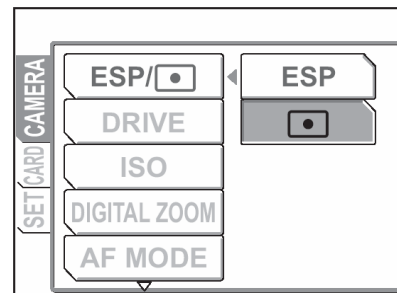 CAMERA
CARD
SET
ESP/
DRIVE
ISO
DIGITAL ZOOM
AF MODE
ESP